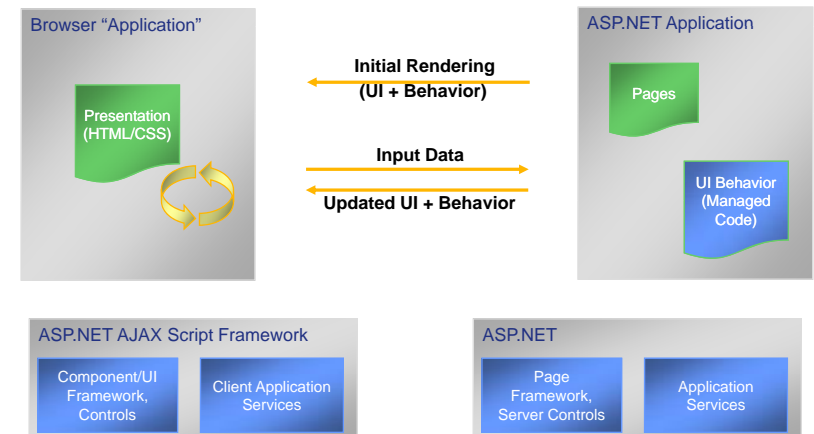 Browser “Application”
Presentation
(HTML/CSS)
Initial Rendering
(UI + Behavior)
Input Data
Updated UI + Behavior
ASP.NET Application
Pages
UI Behavior
(Managed
Code)
ASP.NET AJAX Script Framework
Component/UI
Framework,
Controls
Client Application
Services
ASP.NET
Page
Framework,
Server Controls
Application
Services